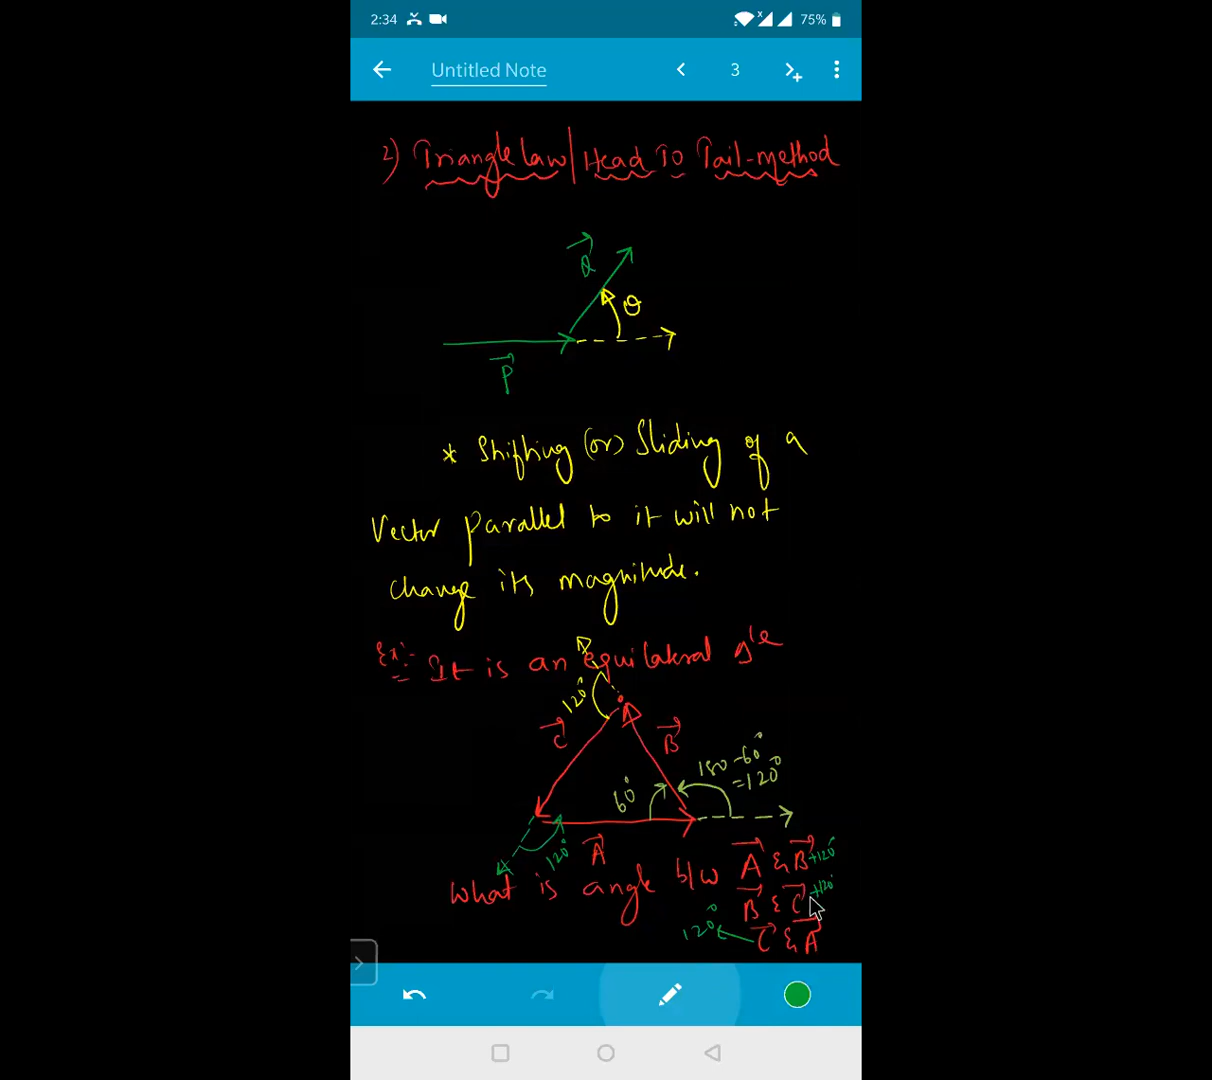 2:34 75%
Untitled Note 3
2) Triangle law | Head To Tail-method
Q
θ
P
* Shifting (or) Sliding of a
Vector parallel to it will not
change its magnitude.
Ex:- It is an equilateral Δ'le
120°
C B
180-60°
=120°
60°
120° A
What is angle b/w A & B →120°
B & C →120°
120° ← C & A